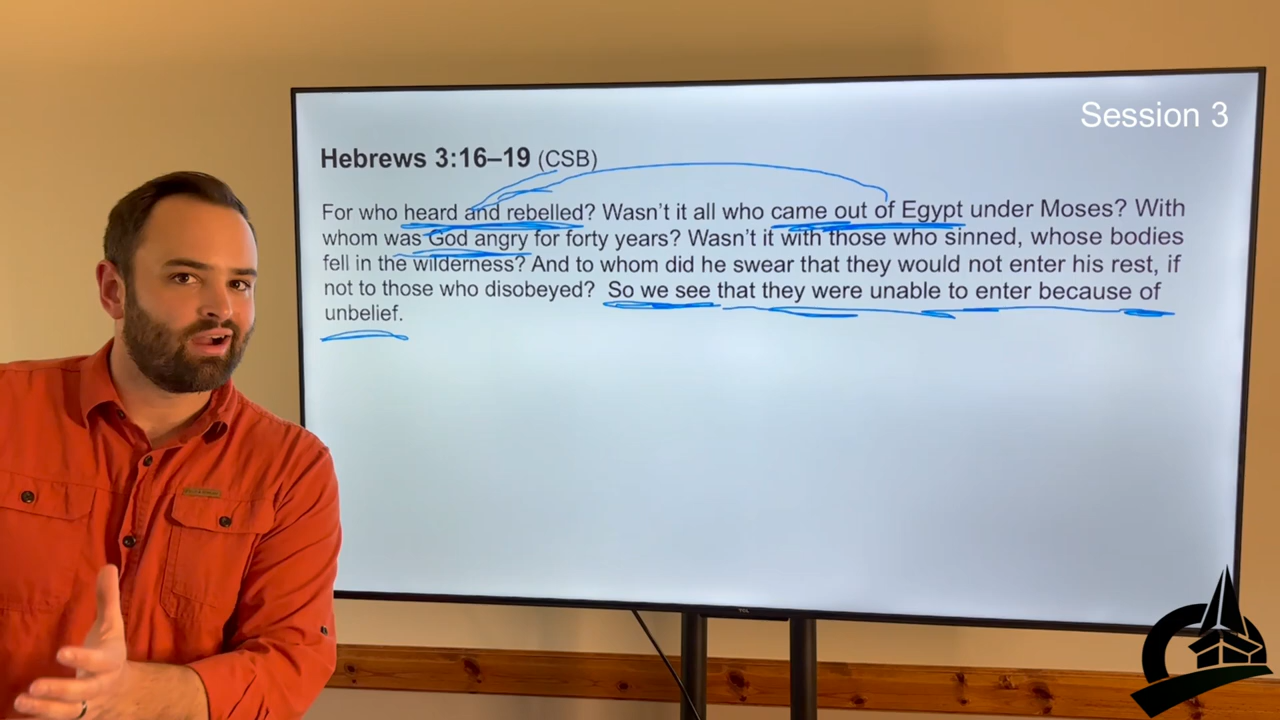 Session 3
Hebrews 3:16–19 (CSB)
For who heard and rebelled? Wasn't it all who came out of Egypt under Moses? With
whom was God angry for forty years? Wasn't it with those who sinned, whose bodies
fell in the wilderness? And to whom did he swear that they would not enter his rest, if
not to those who disobeyed? So we see that they were unable to enter because of
unbelief.
TCL